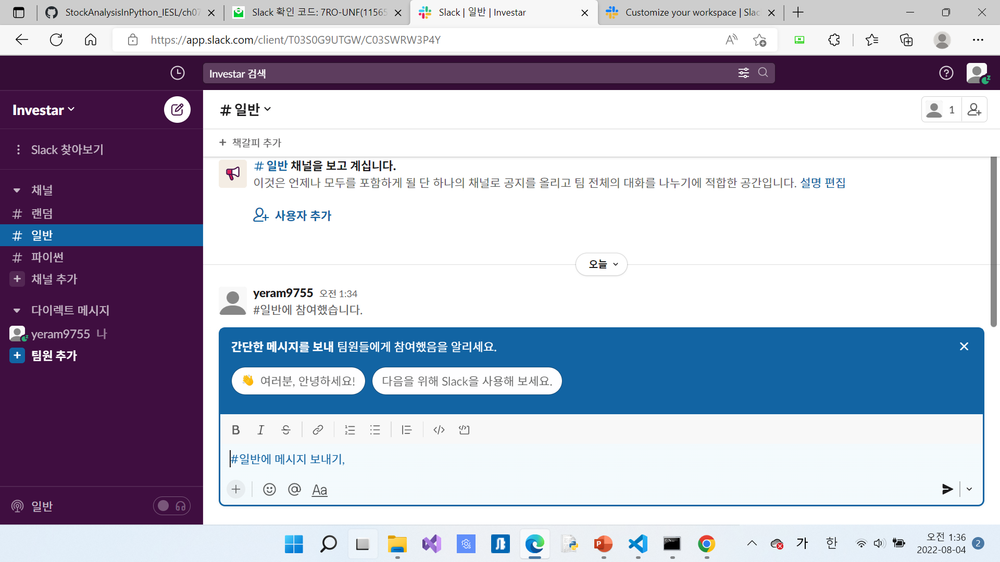 StockAnalysisInPython_IESL/ch07
Slack 확인 코드: 7RO-UNF(11565
Slack | 일반 | Investar
Customize your workspace | Slac
https://app.slack.com/client/T03S0G9UTGW/C03SWRW3P4Y
Investar 검색
Investar
# 일반
1
Slack 찾아보기
+ 책갈피 추가
# 일반 채널을 보고 계십니다.
이것은 언제나 모두를 포함하게 될 단 하나의 채널로 공지를 올리고 팀 전체의 대화를 나누기에 적합한 공간입니다. 설명 편집
사용자 추가
채널
# 랜덤
# 일반
# 파이썬
+ 채널 추가
다이렉트 메시지
yeram9755 나
+ 팀원 추가
오늘
yeram9755 오전 1:34
#일반에 참여했습니다.
간단한 메시지를 보내 팀원들에게 참여했음을 알리세요.
👋 여러분, 안녕하세요!
다음을 위해 Slack을 사용해 보세요.
B I S
#일반에 메시지 보내기,
+ @ Aa
일반
가 한
오전 1:36
2022-08-04
2